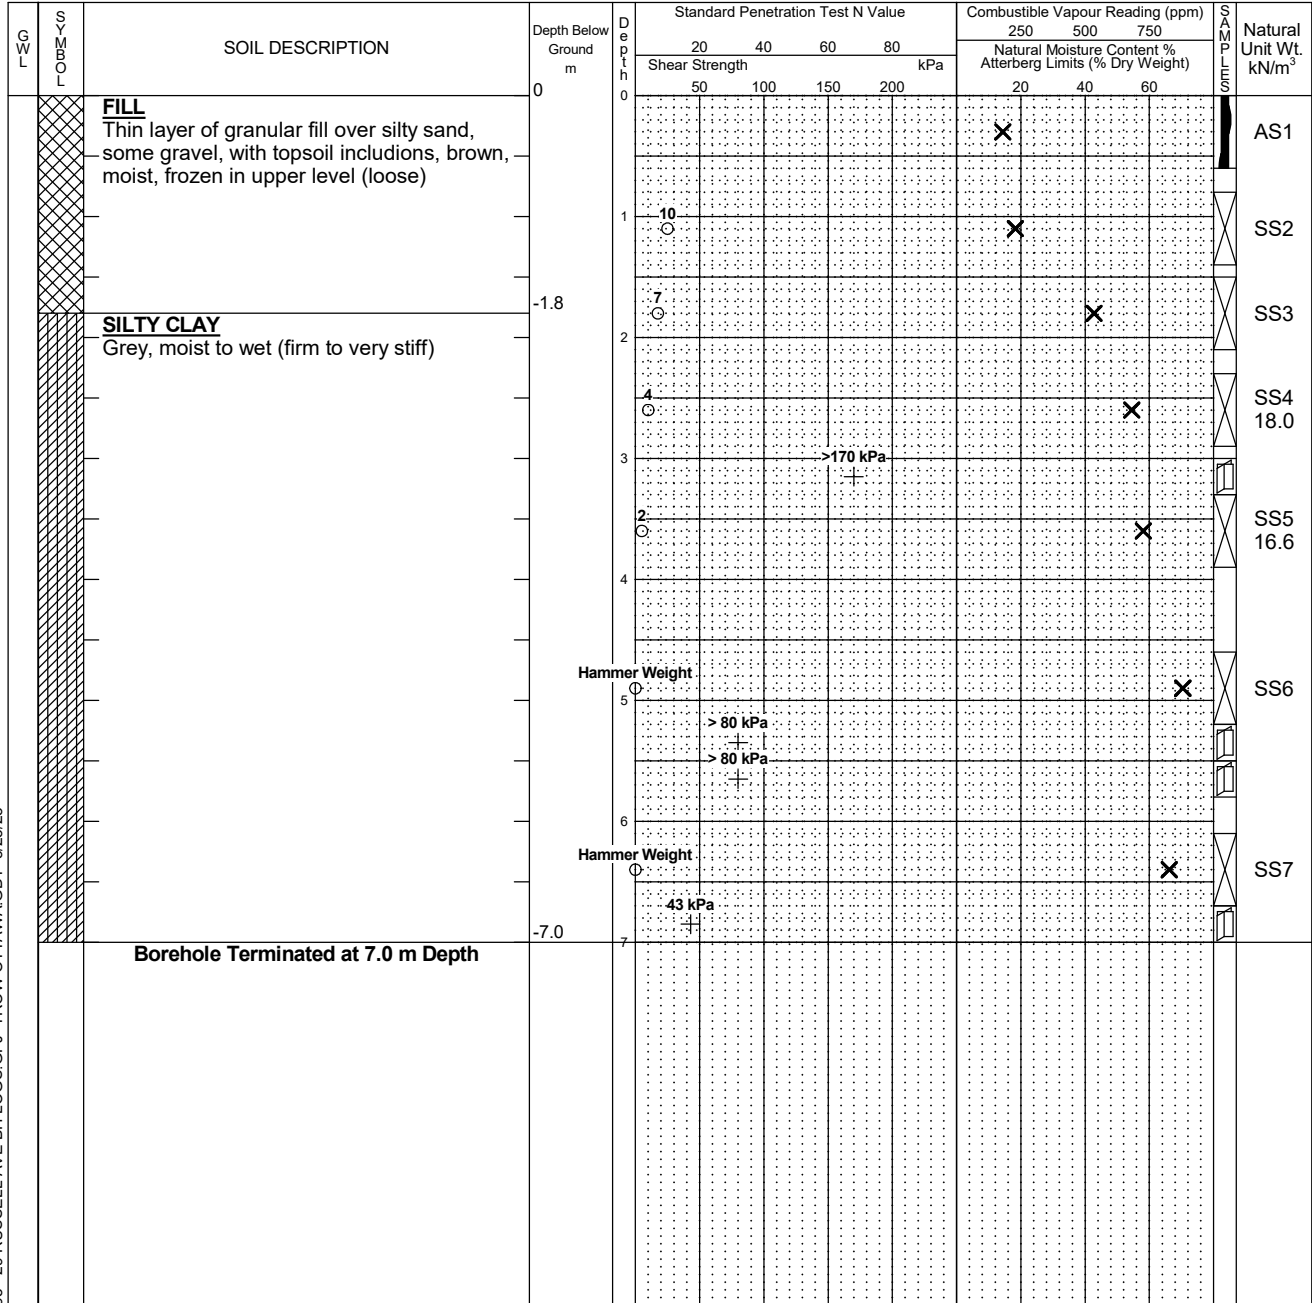 GWL
SYMBOL
SOIL DESCRIPTION
Depth Below
Ground
m
Depth
Standard Penetration Test N Value
20 40 60 80
Shear Strength kPa
50 100 150 200
Combustible Vapour Reading (ppm)
250 500 750
Natural Moisture Content %
Atterberg Limits (% Dry Weight)
20 40 60
SAMPLES
Natural
Unit Wt.
kN/m³
0
0
FILL
Thin layer of granular fill over silty sand,
some gravel, with topsoil includions, brown,
moist, frozen in upper level (loose)
AS1
10
1
SS2
-1.8
7
SS3
SILTY CLAY
Grey, moist to wet (firm to very stiff)
2
4
SS4
18.0
3
>170 kPa
2
SS5
16.6
4
Hammer Weight
SS6
5
> 80 kPa
> 80 kPa
6
Hammer Weight
SS7
43 kPa
-7.0
7
Borehole Terminated at 7.0 m Depth